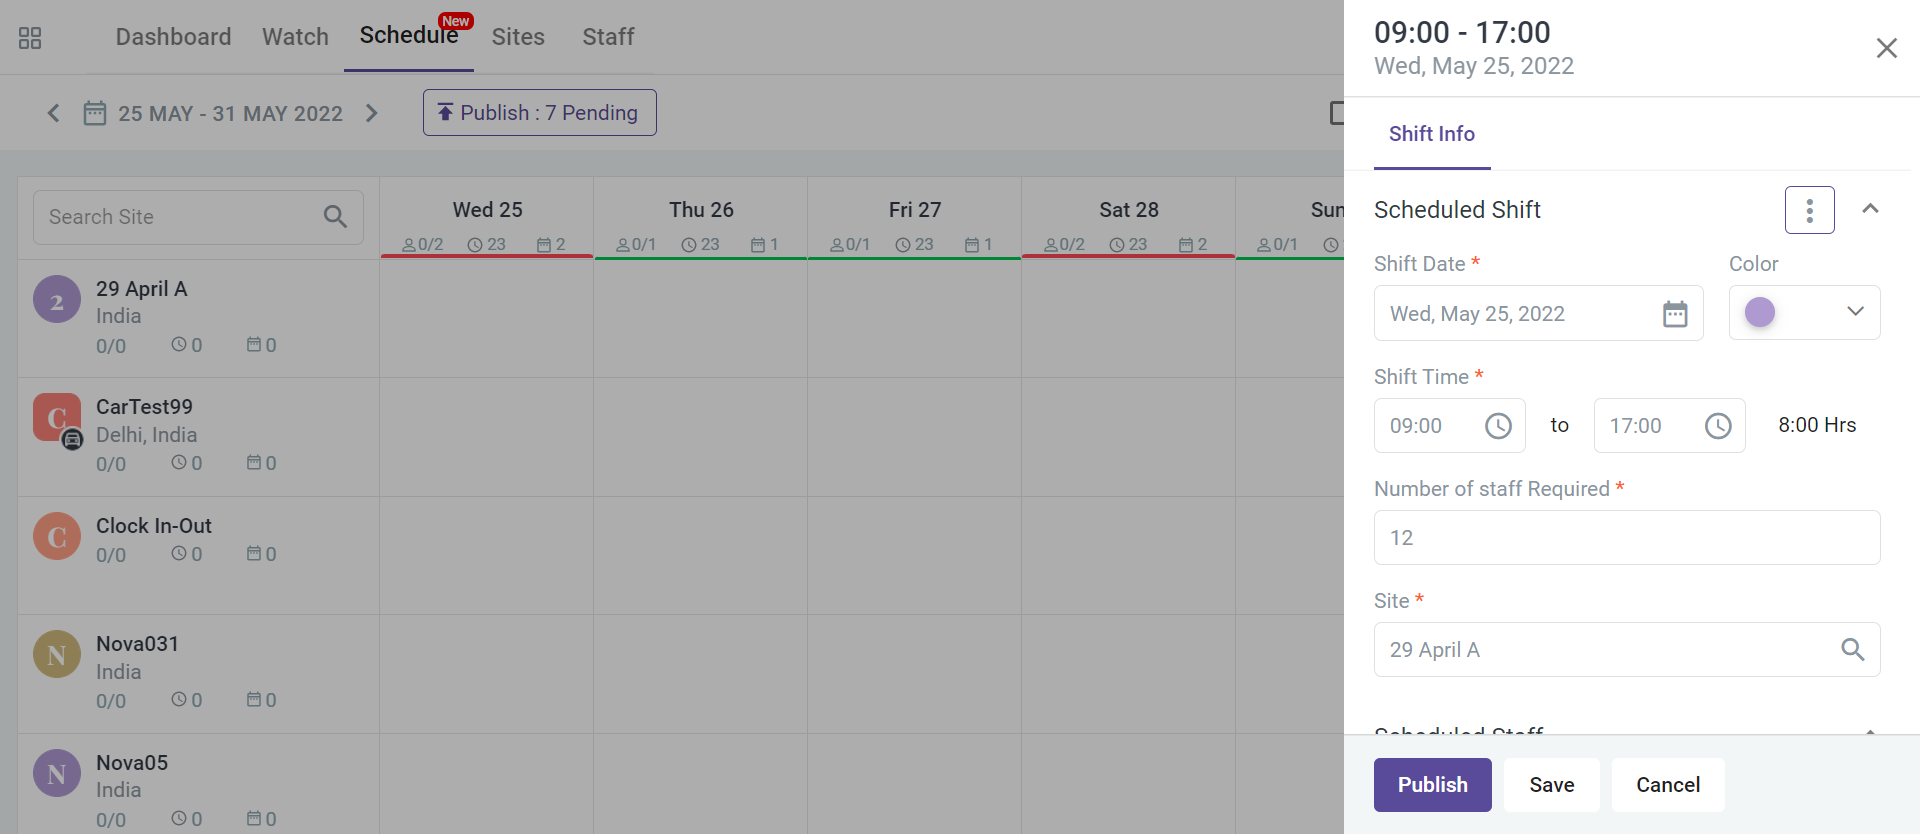 Dashboard Watch Schedule New Sites Staff
25 MAY - 31 MAY 2022 Publish : 7 Pending
Search Site
Wed 25 Thu 26 Fri 27 Sat 28 Sun
0/2 23 2 0/1 23 1 0/1 23 1 0/2 23 2 0/1
2 29 April A
India
0/0 0 0
C CarTest99
Delhi, India
0/0 0 0
C Clock In-Out
0/0 0 0
N Nova031
India
0/0 0 0
N Nova05
India
0/0 0 0
09:00 - 17:00
Wed, May 25, 2022
Shift Info
Scheduled Shift
Shift Date * Color
Wed, May 25, 2022
Shift Time *
09:00 to 17:00 8:00 Hrs
Number of staff Required *
12
Site *
29 April A
Scheduled Staff
Publish Save Cancel